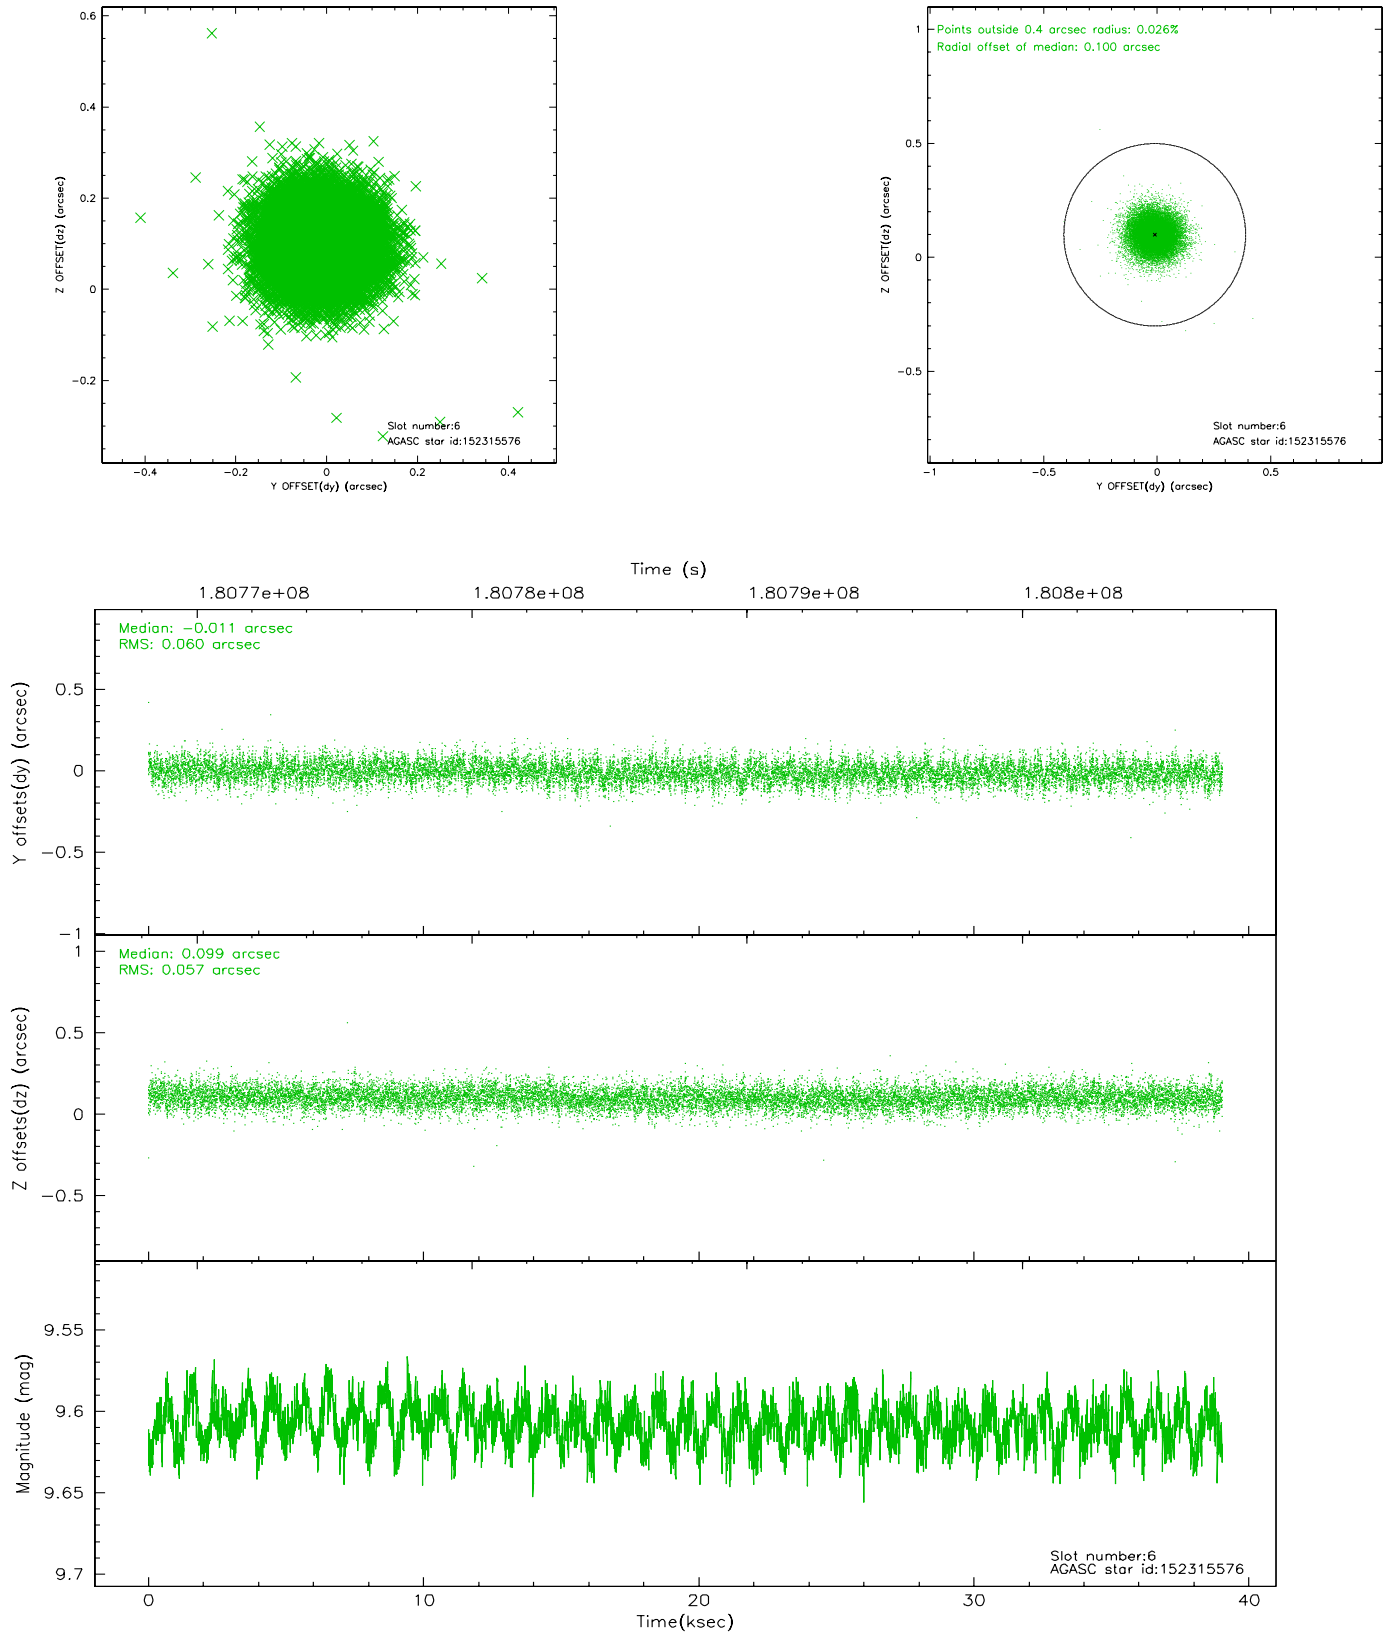 0.6
0.4
0.2
0
−0.2
Z OFFSET(dz) (arcsec)
Slot number:6
AGASC star id:152315576
−0.4 −0.2 0 0.2 0.4
Y OFFSET(dy) (arcsec)
Points outside 0.4 arcsec radius: 0.026%
Radial offset of median: 0.100 arcsec
1
0.5
0
−0.5
Z OFFSET(dz) (arcsec)
Slot number:6
AGASC star id:152315576
−1 −0.5 0 0.5
Y OFFSET(dy) (arcsec)
Time (s)
1.8077e+08 1.8078e+08 1.8079e+08 1.808e+08
Median: −0.011 arcsec
RMS: 0.060 arcsec
0.5
0
−0.5
−1
Y offsets(dy) (arcsec)
Median: 0.099 arcsec
RMS: 0.057 arcsec
1
0.5
0
−0.5
Z offsets(dz) (arcsec)
9.55
9.6
9.65
9.7
Magnitude (mag)
Slot number:6
AGASC star id:152315576
0 10 20 30 40
Time(ksec)